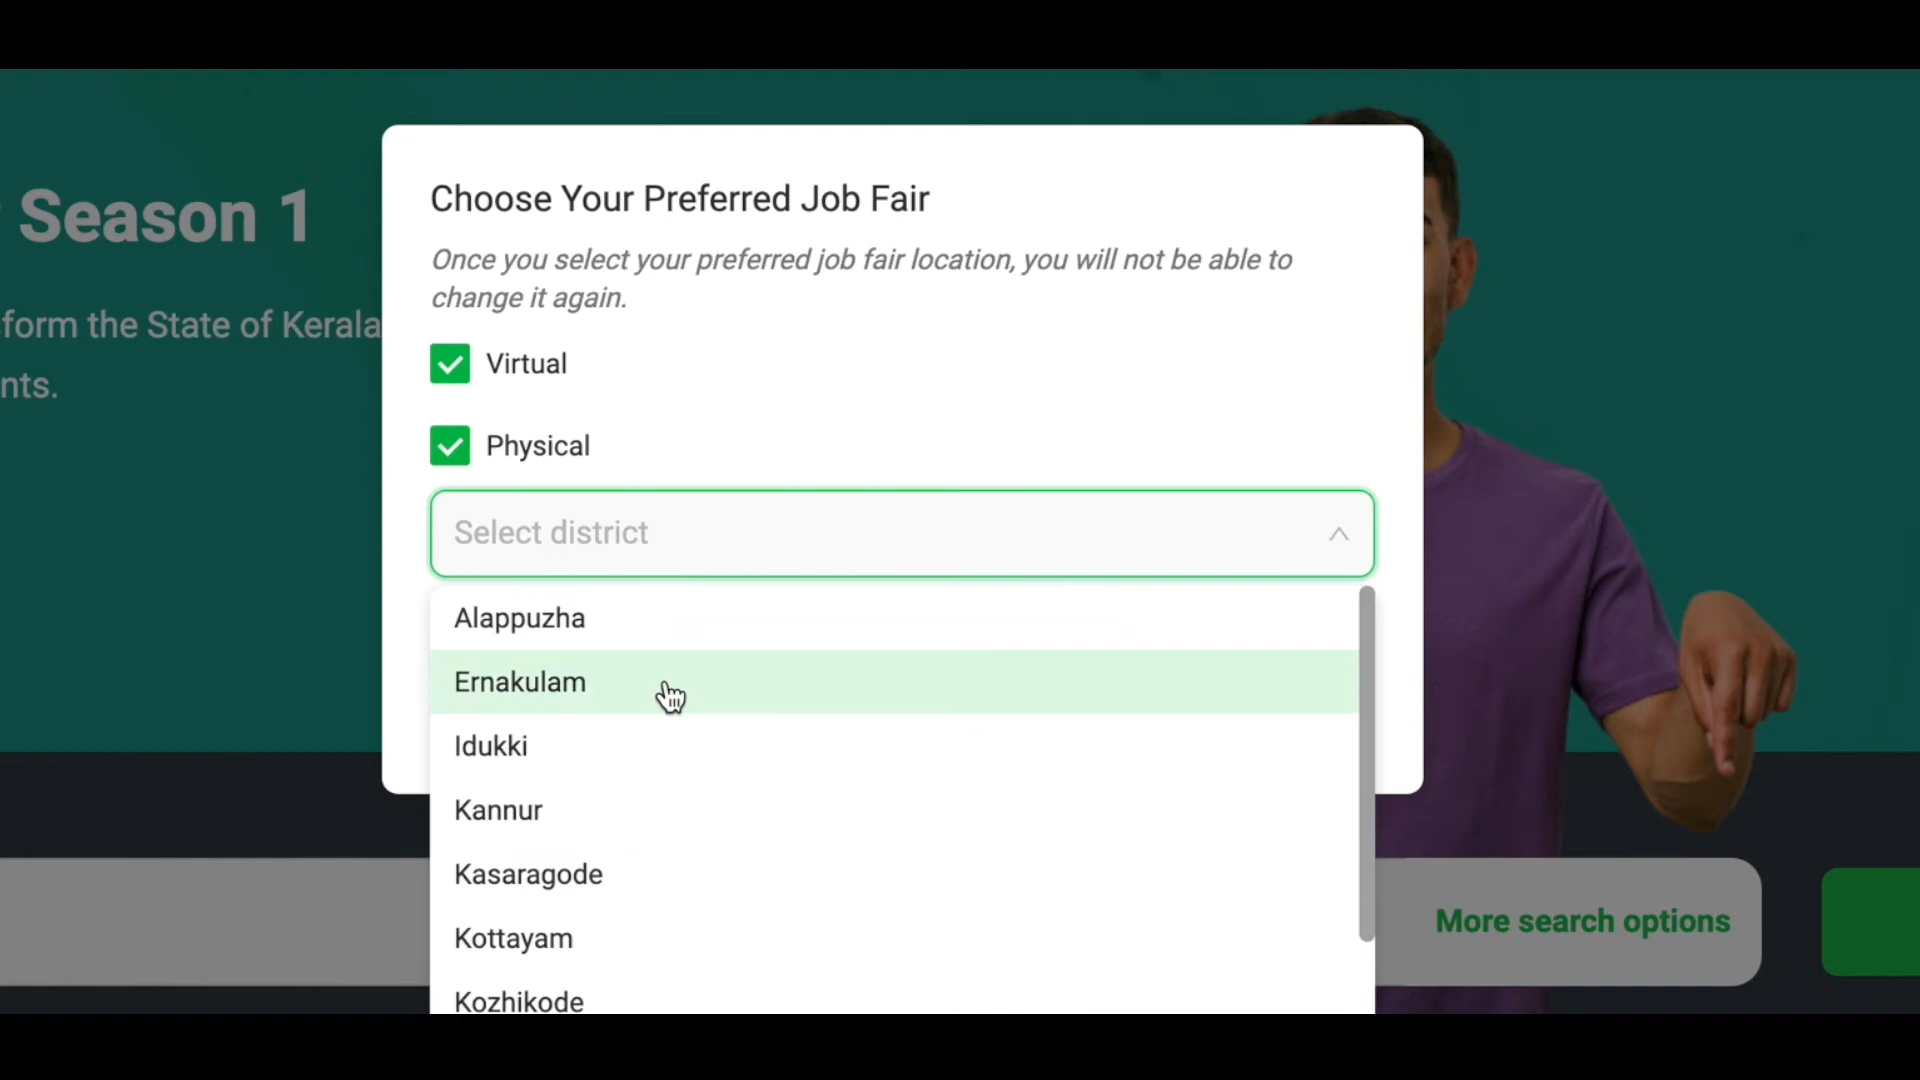 Season 1
form the State of Kerala
nts.
Choose Your Preferred Job Fair
Once you select your preferred job fair location, you will not be able to
change it again.
Virtual
Physical
Select district
Alappuzha
Ernakulam
Idukki
Kannur
Kasaragode
Kottayam
Kozhikode
More search options